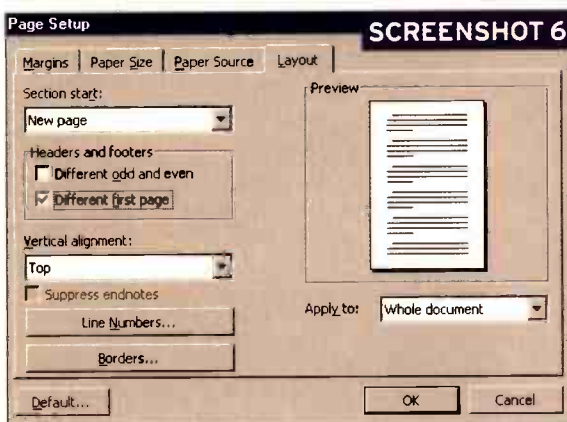 Page Setup
SCREENSHOT 6
Margins
Paper Size
Paper Source
Layout
Section start:
New page
Headers and footers
Different odd and even
Different first page
Vertical alignment:
Top
Suppress endnotes
Line Numbers...
Borders...
Preview
Apply to:
Whole document
Default...
OK
Cancel